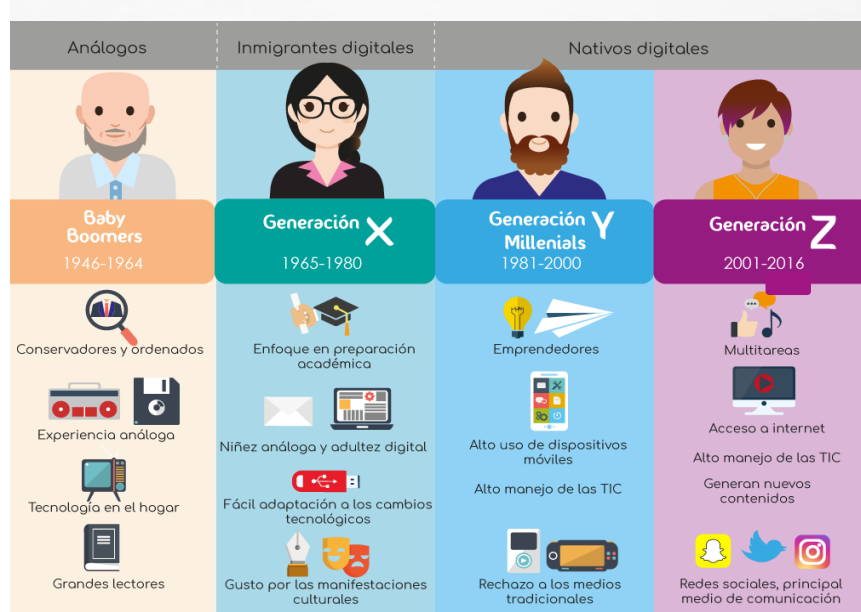 Análogos
Inmigrantes digitales
Nativos digitales
Baby
Boomers
1946-1964
Generación X
1965-1980
Generación Y
Millenials
1981-2000
Generación Z
2001-2016
Conservadores y ordenados
Experiencia análoga
Tecnología en el hogar
Grandes lectores
Enfoque en preparación
académica
Niñez análoga y adultez digital
Fácil adaptación a los cambios
tecnológicos
Gusto por las manifestaciones
culturales
Emprendedores
Alto uso de dispositivos
móviles
Alto manejo de las TIC
Rechazo a los medios
tradicionales
Multitareas
Acceso a internet
Alto manejo de las TIC
Generan nuevos
contenidos
Redes sociales, principal
medio de comunicación